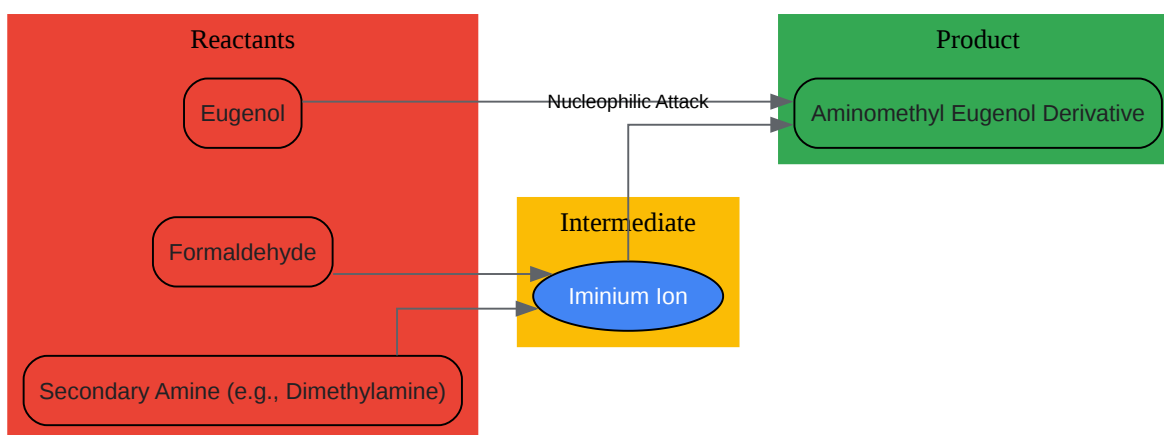 Reactants
Eugenol
Formaldehyde
Secondary Amine (e.g., Dimethylamine)
Nucleophilic Attack
Intermediate
Iminium Ion
Product
Aminomethyl Eugenol Derivative